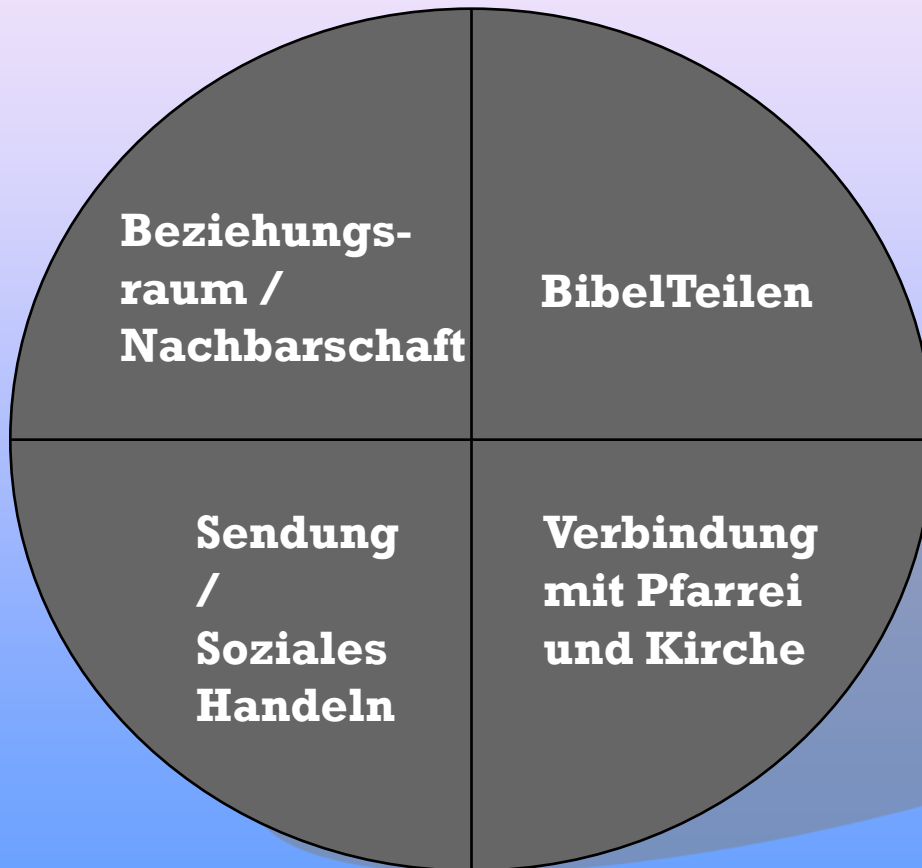 Beziehungs-
raum /
Nachbarschaft
BibelTeilen
Sendung
/
Soziales
Handeln
Verbindung
mit Pfarrei
und Kirche